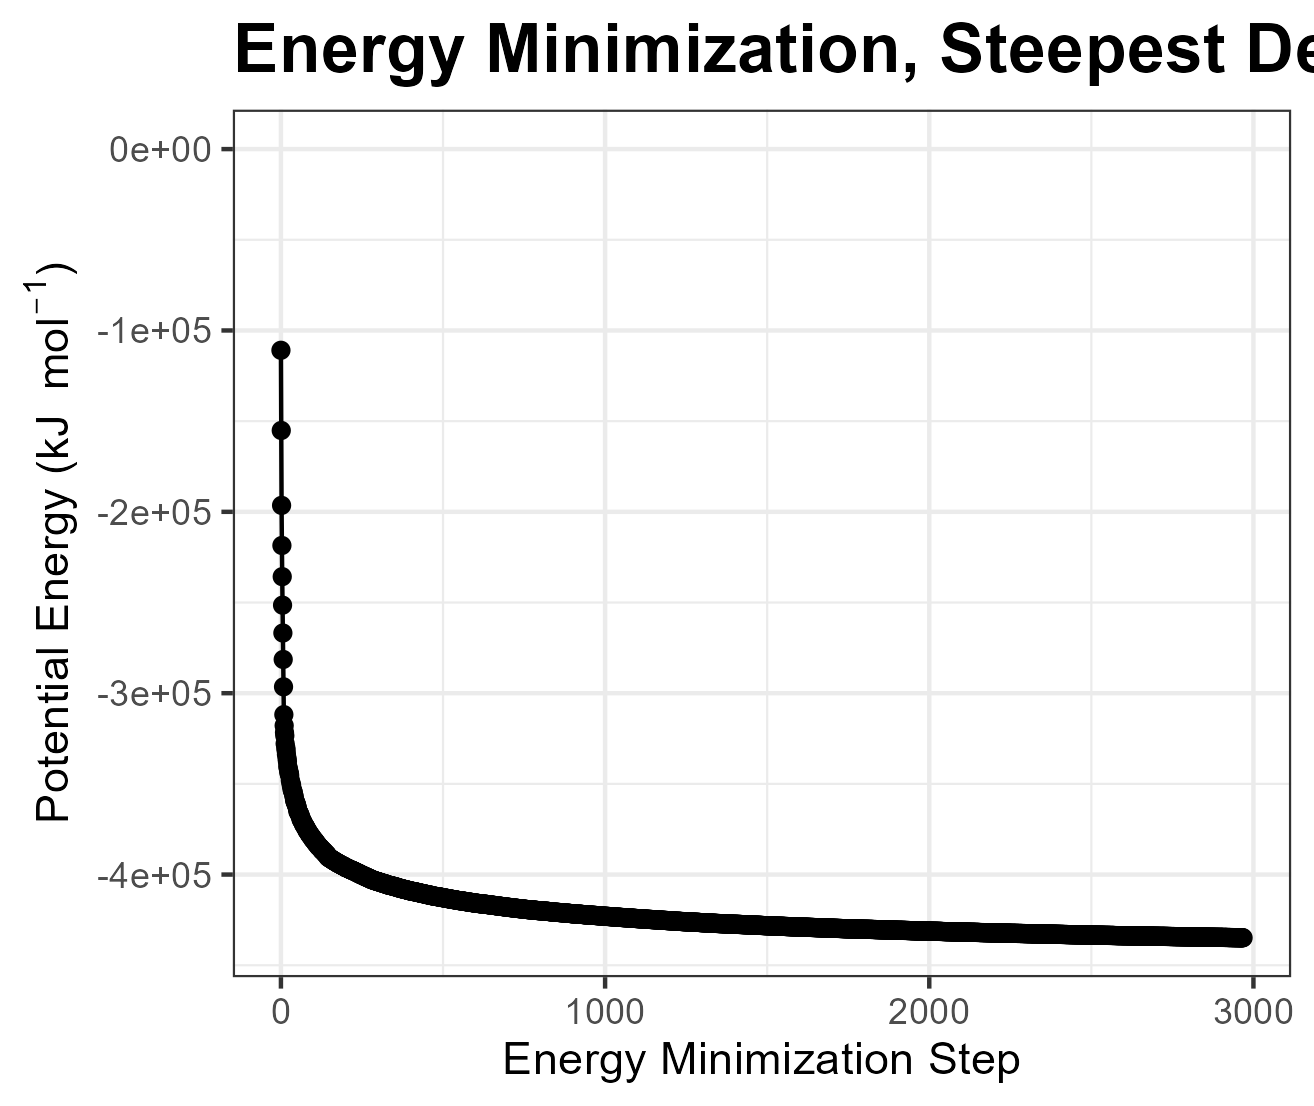 Energy Minimization, Steepest De
0e+00
-1e+05
-2e+05
-3e+05
-4e+05
Potential Energy (kJ mol⁻¹)
0 1000 2000 3000
Energy Minimization Step